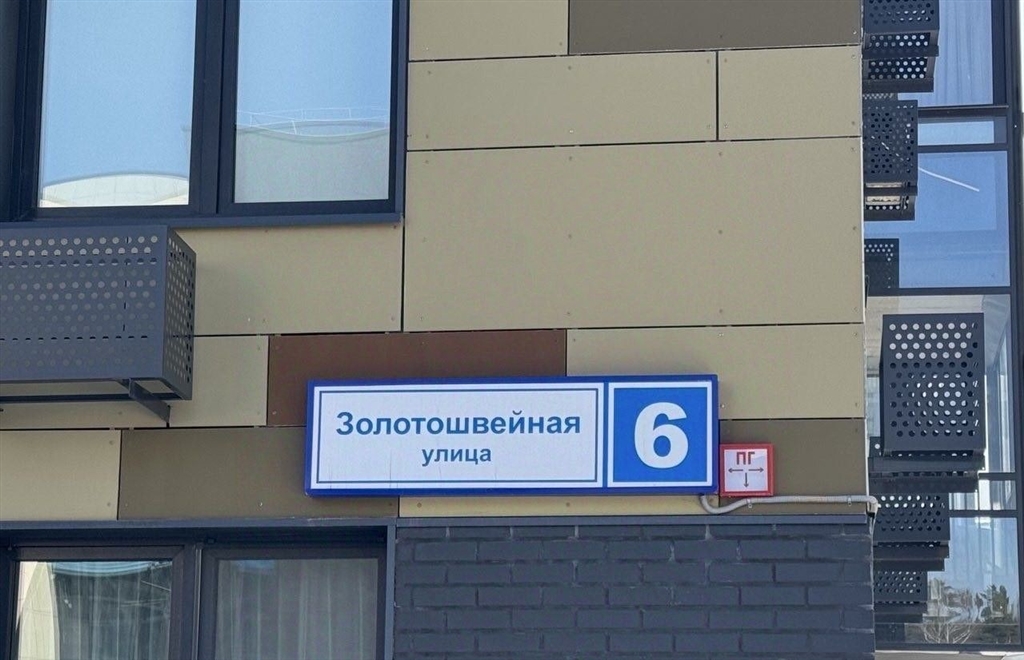 Золотошвейная
улица
6
ПГ